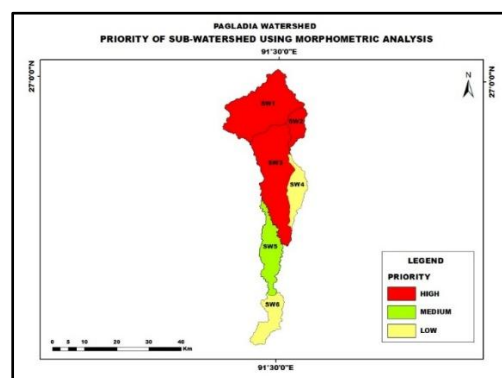 PAGLADIA WATERSHED
PRIORITY OF SUB-WATERSHED USING MORPHOMETRIC ANALYSIS
91°30'0"E
27°0'0"N
27°0'0"N
N
SW1
SW2
SW3
SW4
SW5
SW6
LEGEND
PRIORITY
HIGH
MEDIUM
LOW
0 5 10 20 30 40
Km
91°30'0"E